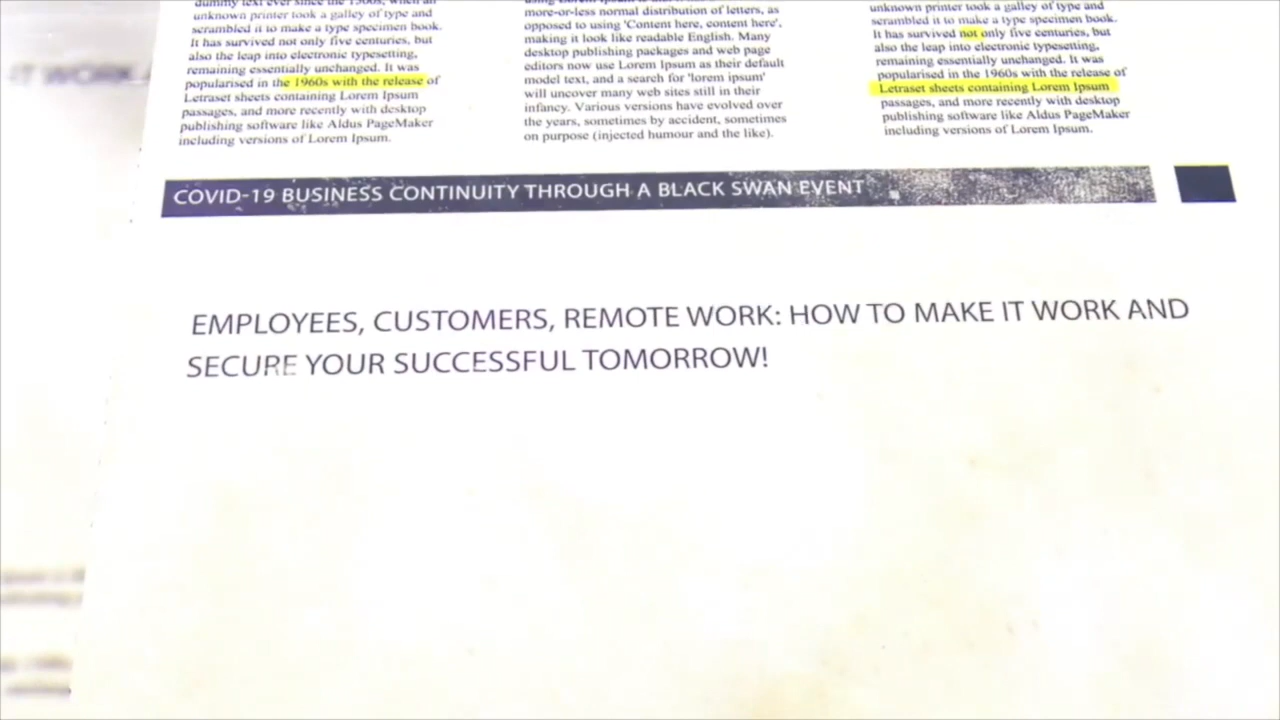 dummy text ever since the 1500s, when an
unknown printer took a galley of type and
scrambled it to make a type specimen book.
It has survived not only five centuries, but
also the leap into electronic typesetting,
remaining essentially unchanged. It was
popularised in the 1960s with the release of
Letraset sheets containing Lorem Ipsum
passages, and more recently with desktop
publishing software like Aldus PageMaker
including versions of Lorem Ipsum.
more-or-less normal distribution of letters, as
opposed to using 'Content here, content here',
making it look like readable English. Many
desktop publishing packages and web page
editors now use Lorem Ipsum as their default
model text, and a search for 'lorem ipsum'
will uncover many web sites still in their
infancy. Various versions have evolved over
the years, sometimes by accident, sometimes
on purpose (injected humour and the like).
unknown printer took a galley of type and
scrambled it to make a type specimen book.
It has survived not only five centuries, but
also the leap into electronic typesetting,
remaining essentially unchanged. It was
popularised in the 1960s with the release of
Letraset sheets containing Lorem Ipsum
passages, and more recently with desktop
publishing software like Aldus PageMaker
including versions of Lorem Ipsum.
COVID-19 BUSINESS CONTINUITY THROUGH A BLACK SWAN EVENT
EMPLOYEES, CUSTOMERS, REMOTE WORK: HOW TO MAKE IT WORK AND
SECURE YOUR SUCCESSFUL TOMORROW!